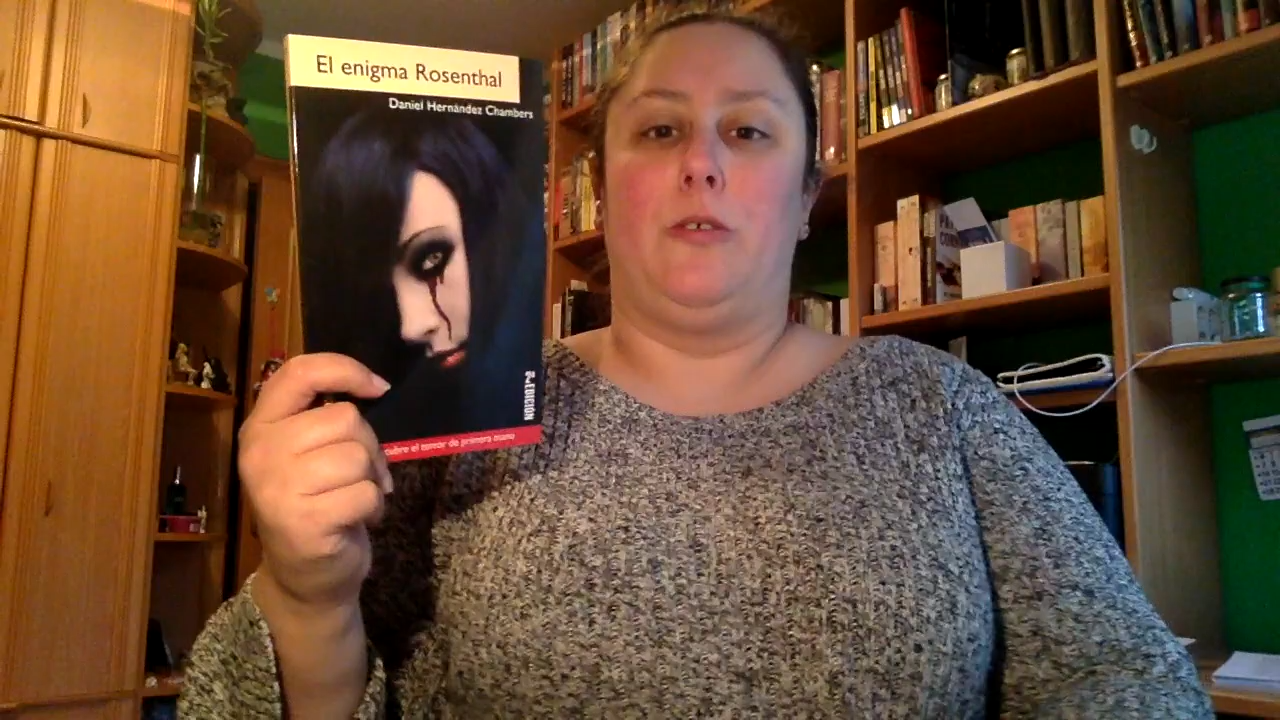 El enigma Rosenthal
Daniel Hernández Chambers
2ª EDICIÓN
el terror de primera mano